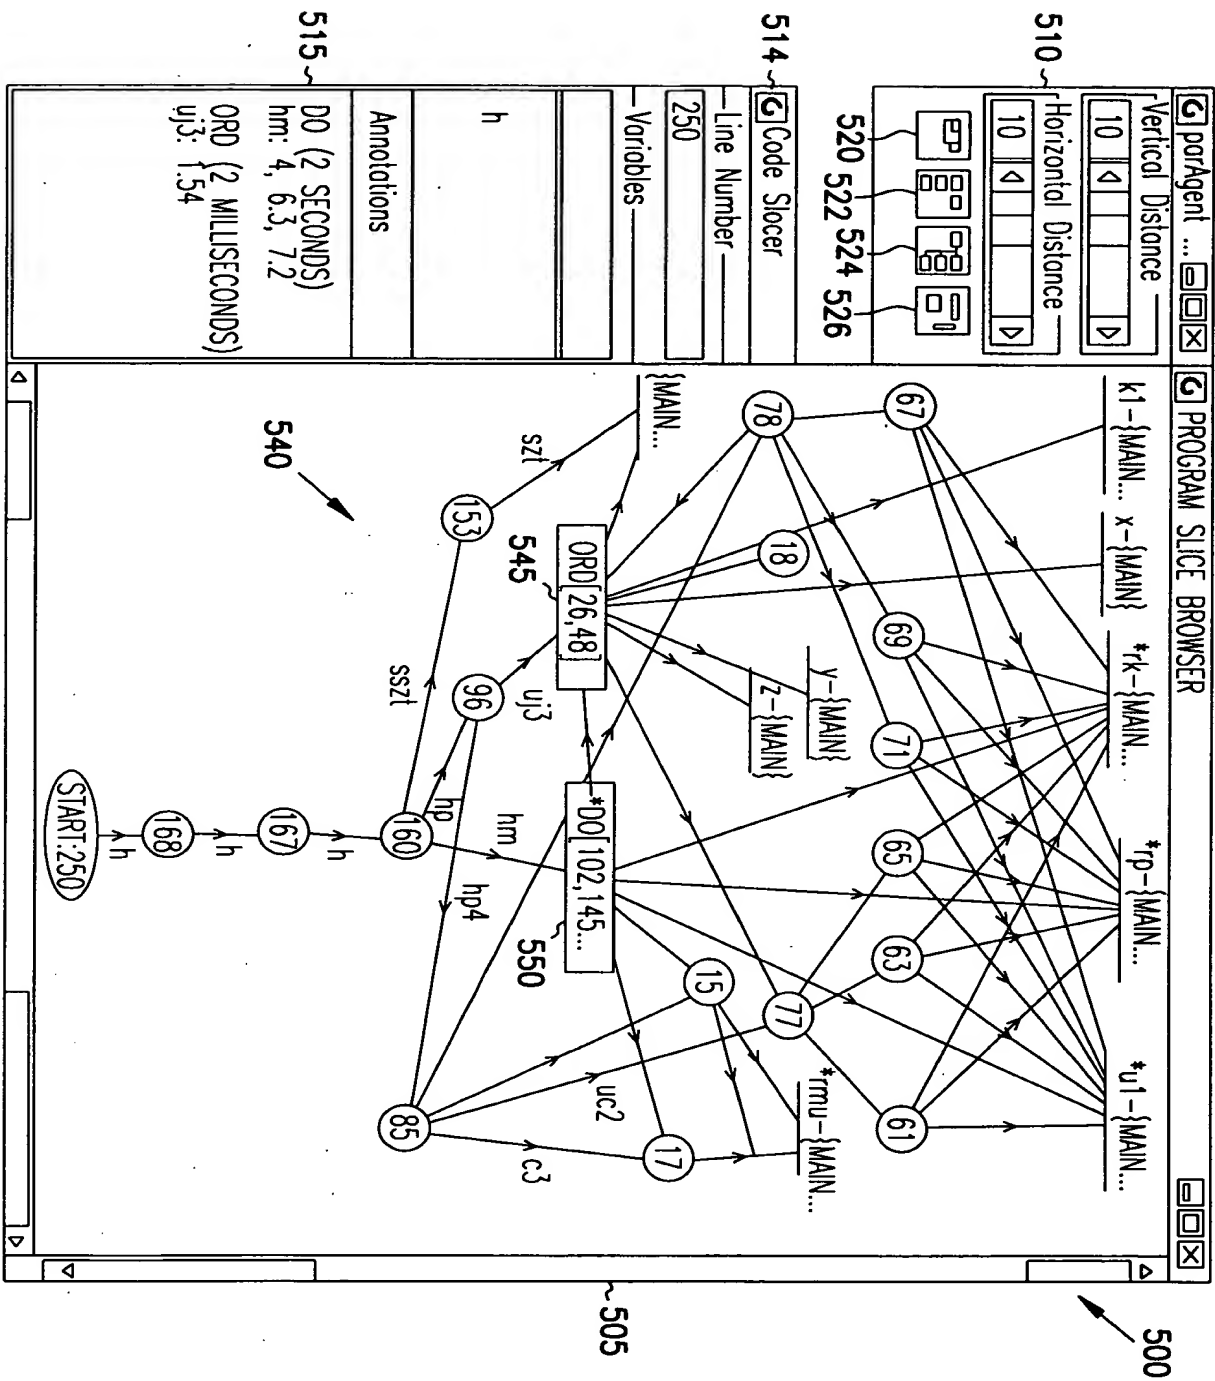 500
505
G parAgent ...
Vertical Distance
10
Horizontal Distance
10
510
520
522
524
526
514
G Code Slocer
Line Number
250
Variables
h
Annotations
DO (2 SECONDS)
hm: 4, 6.3, 7.2
ORD (2 MILLISECONDS)
uj3: 1.54
515
G PROGRAM SLICE BROWSER
k1-{MAIN...
x-{MAIN}
*rk-{MAIN...
*rp-{MAIN...
*u1-{MAIN...
67
69
71
65
63
61
78
18
y-{MAIN}
z-{MAIN}
77
*rmu-{MAIN...
15
17
{MAIN...
ORD[26,48]
545
*DO[102,145...
550
szt
uj3
hm
uc2
c3
153
96
hp
hp4
sszt
160
85
540
h
167
h
168
h
START:250